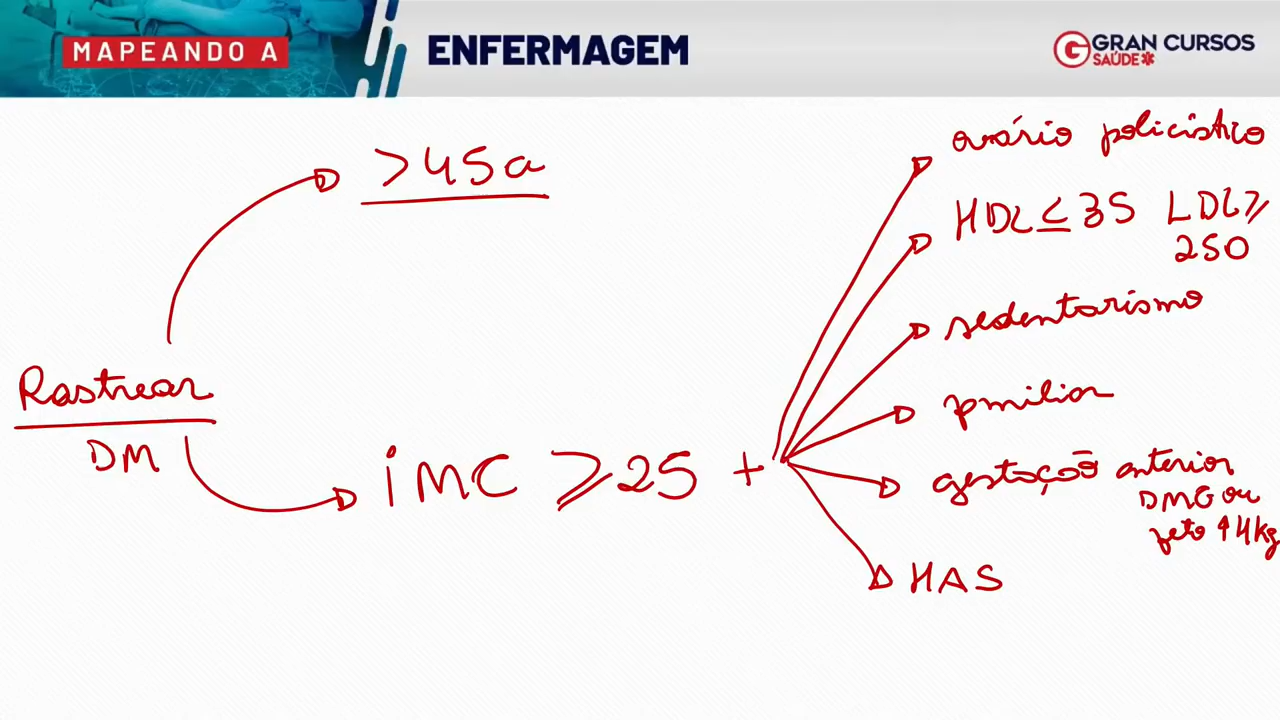 MAPEANDO A
ENFERMAGEM
GRAN CURSOS
SAÚDE
>45a
Rastrear
DM
IMC ≥25 +
ovário policístico
HDL ≤ 35 LDL ≥
250
sedentarismo
gestação anterior
DMG ou
feto ↑4kg
HAS